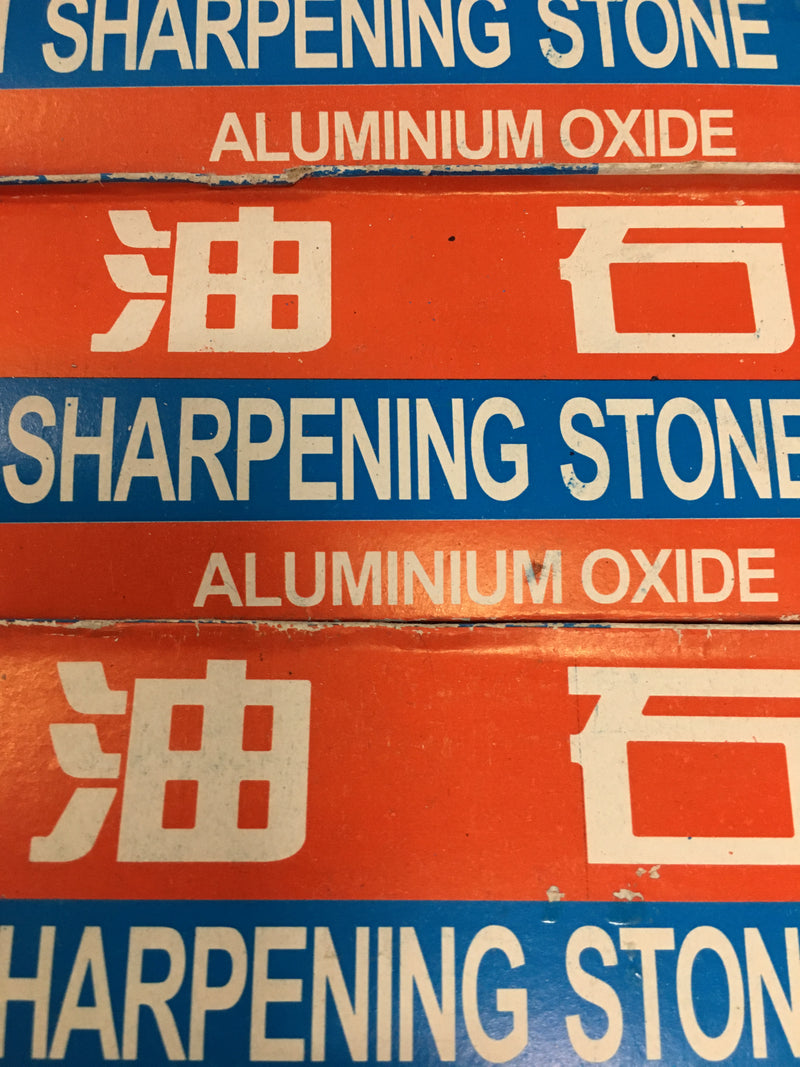 SHARPENING STONE
ALUMINIUM OXIDE
油 石
SHARPENING STONE
ALUMINIUM OXIDE
油 石
HARPENING STON